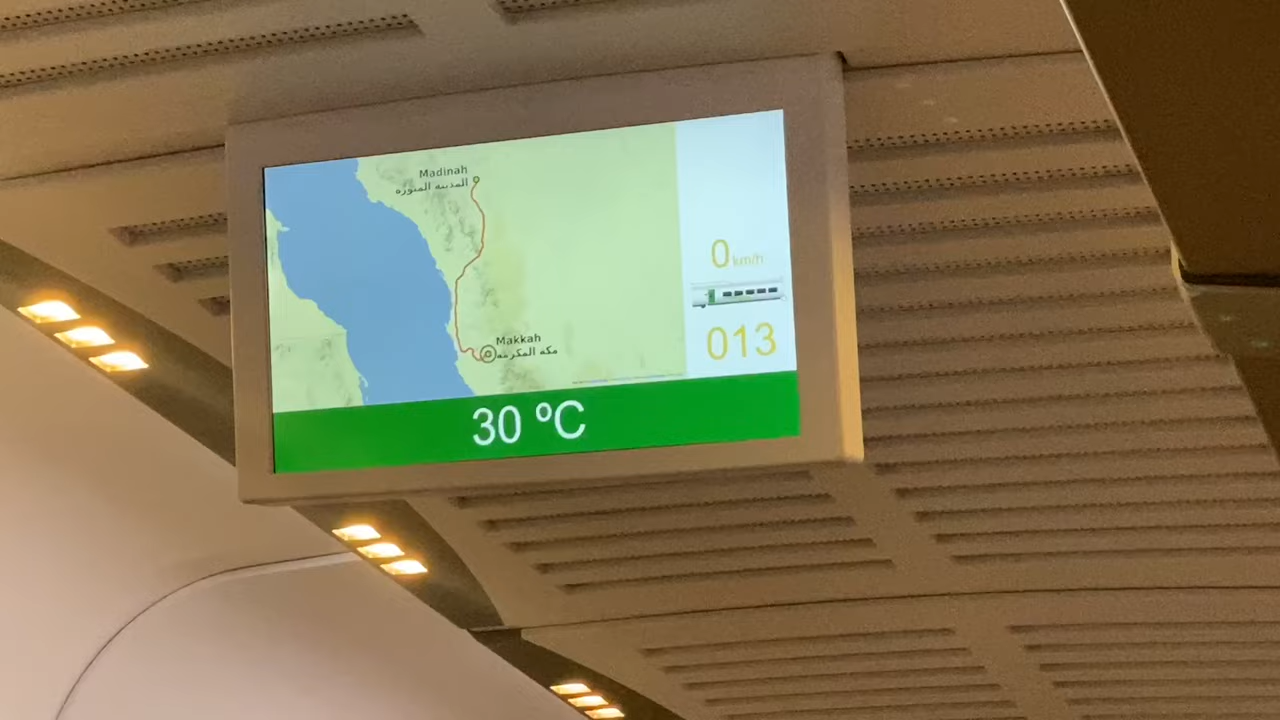 Madinah
المدينة المنورة
0 km/h
Makkah
مكة المكرمة
013
30 ºC